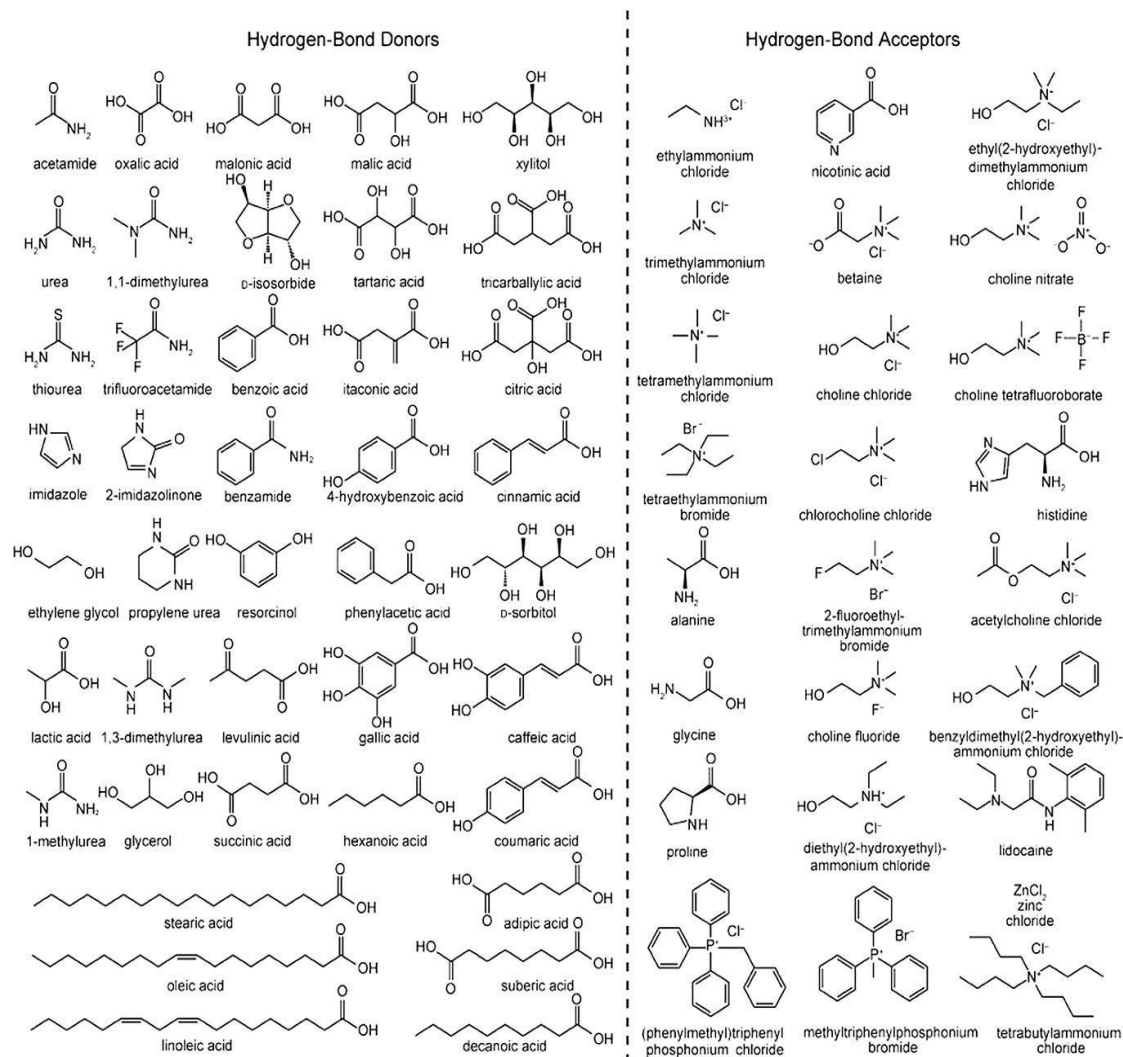 Hydrogen-Bond Donors
acetamide oxalic acid malonic acid malic acid xylitol
urea 1,1-dimethylurea D-isosorbide tartaric acid tricarballylic acid
thiourea trifluoroacetamide benzoic acid itaconic acid citric acid
imidazole 2-imidazolinone benzamide 4-hydroxybenzoic acid cinnamic acid
ethylene glycol propylene urea resorcinol phenylacetic acid D-sorbitol
lactic acid 1,3-dimethylurea levulinic acid gallic acid caffeic acid
1-methylurea glycerol succinic acid hexanoic acid coumaric acid
stearic acid adipic acid
oleic acid suberic acid
linoleic acid decanoic acid
Hydrogen-Bond Acceptors
ethylammonium
chloride
nicotinic acid
ethyl(2-hydroxyethyl)-
dimethylammonium
chloride
trimethylammonium
chloride
betaine
choline nitrate
tetramethylammonium
chloride
choline chloride
choline tetrafluoroborate
tetraethylammonium
bromide
chlorocholine chloride
histidine
alanine
2-fluoroethyl-
trimethylammonium
bromide
acetylcholine chloride
glycine
choline fluoride
benzyldimethyl(2-hydroxyethyl)-
ammonium chloride
proline
diethyl(2-hydroxyethyl)-
ammonium chloride
lidocaine
ZnCl₂
zinc
chloride
(phenylmethyl)triphenyl
phosphonium chloride
methyltriphenylphosphonium
bromide
tetrabutylammonium
chloride